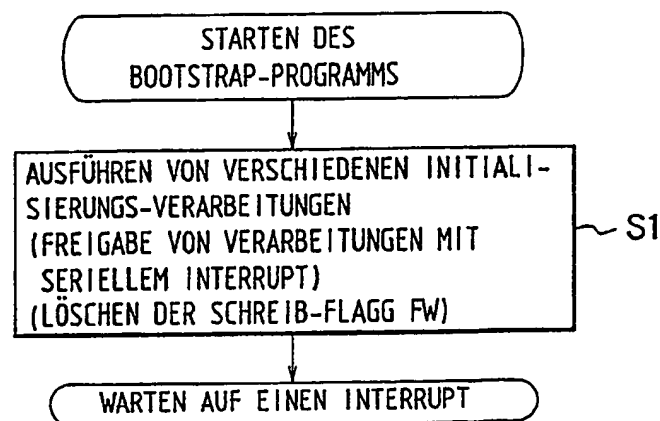 STARTEN DES
BOOTSTRAP-PROGRAMMS
AUSFÜHREN VON VERSCHIEDENEN INITIALI-
SIERUNGS-VERARBEITUNGEN
(FREIGABE VON VERARBEITUNGEN MIT
SERIELLEM INTERRUPT)
(LÖSCHEN DER SCHREIB-FLAGG FW)
S1
WARTEN AUF EINEN INTERRUPT